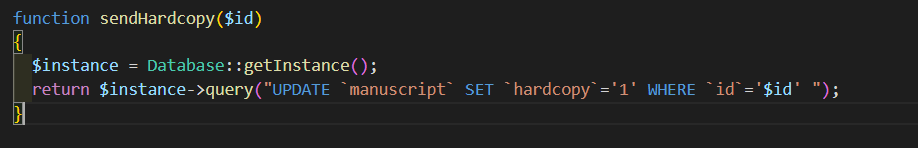 function sendHardcopy($id)
{
  $instance = Database::getInstance();
  return $instance->query("UPDATE `manuscript` SET `hardcopy`='1' WHERE `id`='$id' ");
}